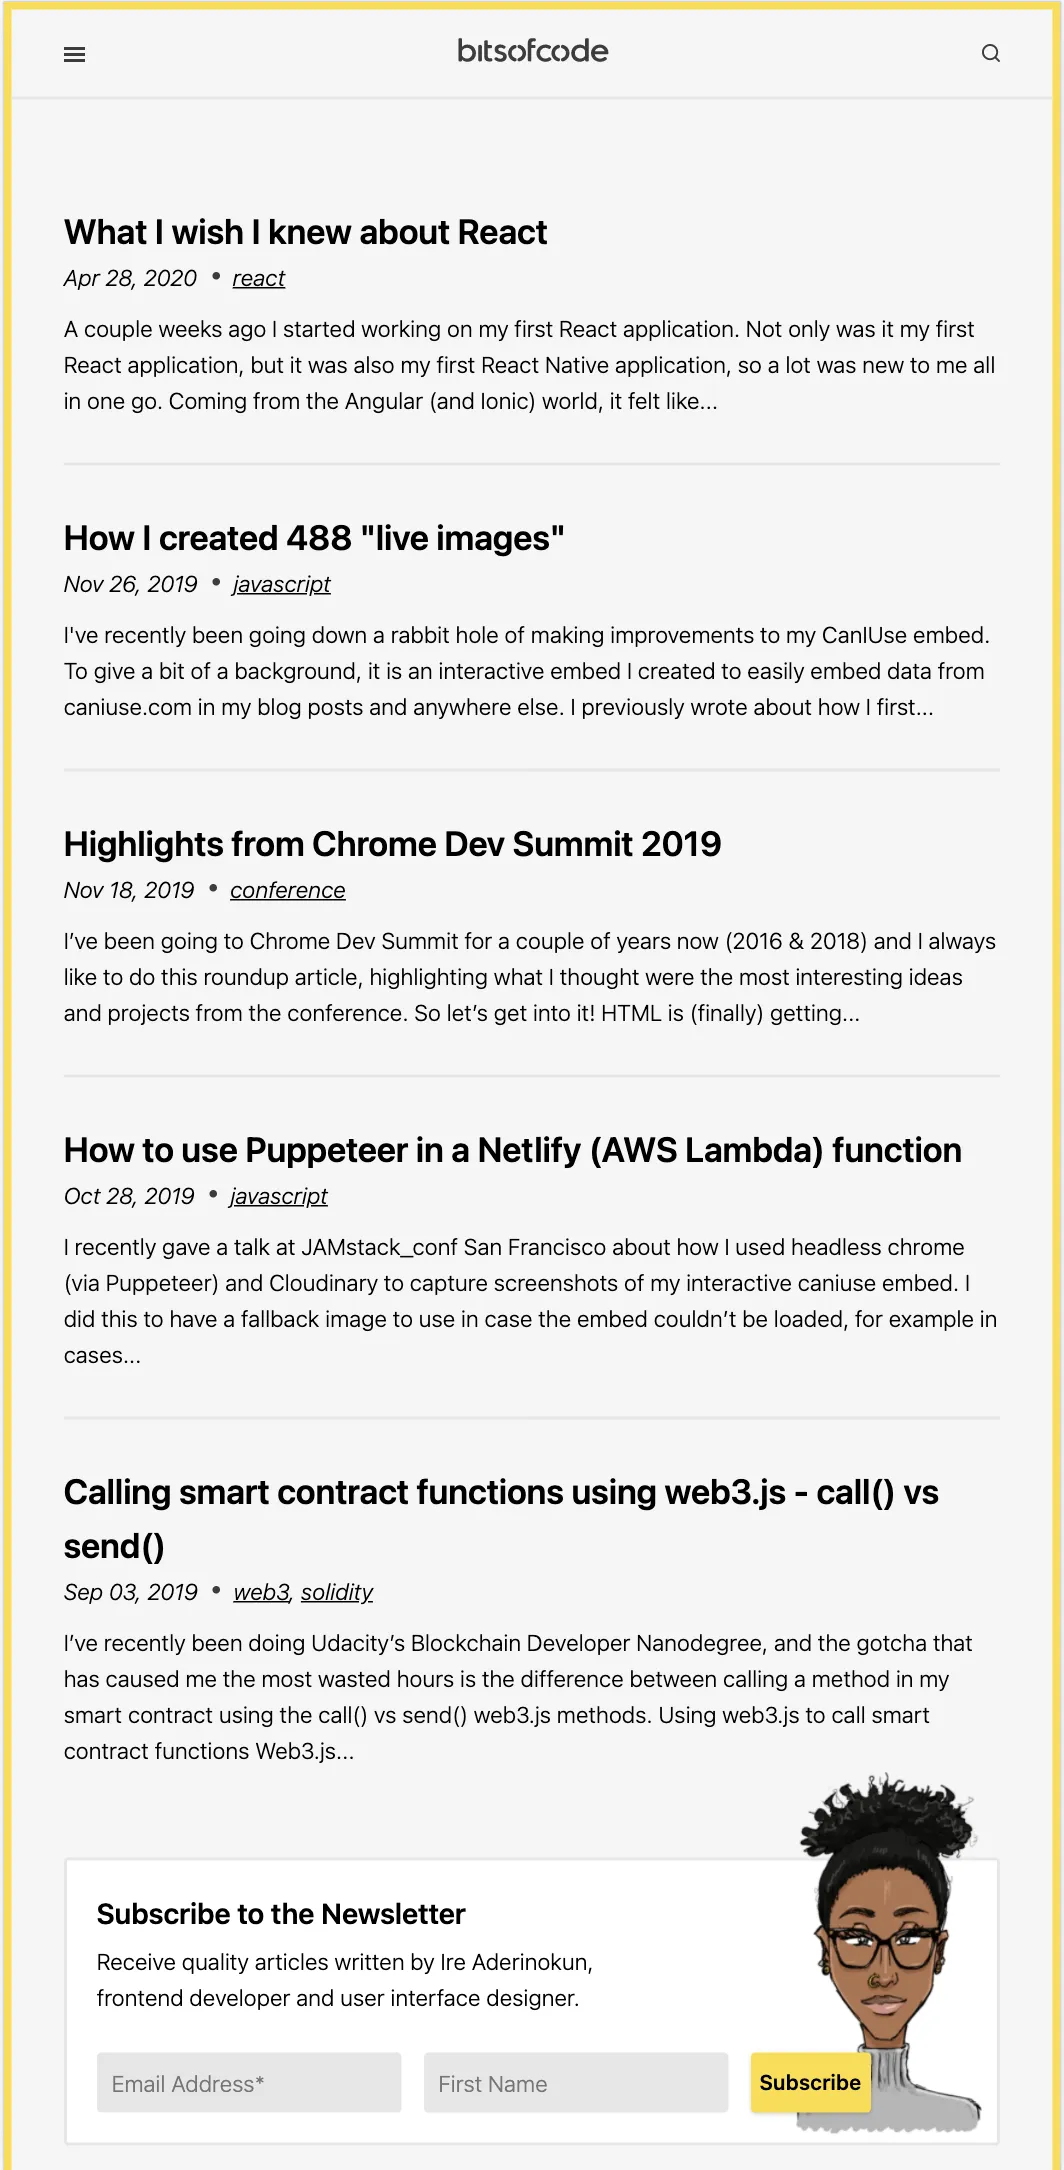 bitsofcode
What I wish I knew about React
Apr 28, 2020 • react
A couple weeks ago I started working on my first React application. Not only was it my first
React application, but it was also my first React Native application, so a lot was new to me all
in one go. Coming from the Angular (and Ionic) world, it felt like...
How I created 488 "live images"
Nov 26, 2019 • javascript
I've recently been going down a rabbit hole of making improvements to my CanIUse embed.
To give a bit of a background, it is an interactive embed I created to easily embed data from
caniuse.com in my blog posts and anywhere else. I previously wrote about how I first...
Highlights from Chrome Dev Summit 2019
Nov 18, 2019 • conference
I’ve been going to Chrome Dev Summit for a couple of years now (2016 & 2018) and I always
like to do this roundup article, highlighting what I thought were the most interesting ideas
and projects from the conference. So let’s get into it! HTML is (finally) getting...
How to use Puppeteer in a Netlify (AWS Lambda) function
Oct 28, 2019 • javascript
I recently gave a talk at JAMstack_conf San Francisco about how I used headless chrome
(via Puppeteer) and Cloudinary to capture screenshots of my interactive caniuse embed. I
did this to have a fallback image to use in case the embed couldn’t be loaded, for example in
cases...
Calling smart contract functions using web3.js - call() vs
send()
Sep 03, 2019 • web3, solidity
I’ve recently been doing Udacity’s Blockchain Developer Nanodegree, and the gotcha that
has caused me the most wasted hours is the difference between calling a method in my
smart contract using the call() vs send() web3.js methods. Using web3.js to call smart
contract functions Web3.js...
Subscribe to the Newsletter
Receive quality articles written by Ire Aderinokun,
frontend developer and user interface designer.
Email Address* First Name Subscribe